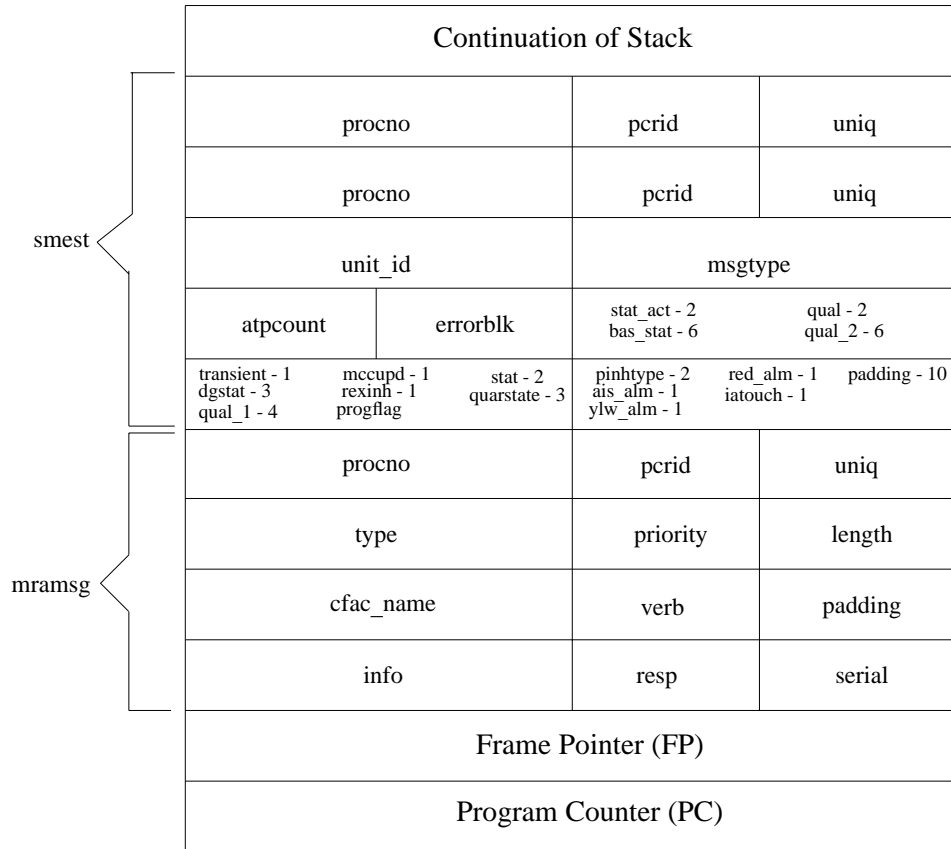 Continuation of Stack
procno pcrid uniq
procno pcrid uniq
smest
unit_id msgtype
atpcount errorblk
stat_act - 2 qual - 2
bas_stat - 6 qual_2 - 6
transient - 1 mccupd - 1 stat - 2
dgstat - 3 rexinh - 1 quarstate - 3
qual_1 - 4 progflag
pinhtype - 2 red_alm - 1 padding - 10
ais_alm - 1 iatouch - 1
ylw_alm - 1
procno pcrid uniq
type priority length
mramsg
cfac_name verb padding
info resp serial
Frame Pointer (FP)
Program Counter (PC)